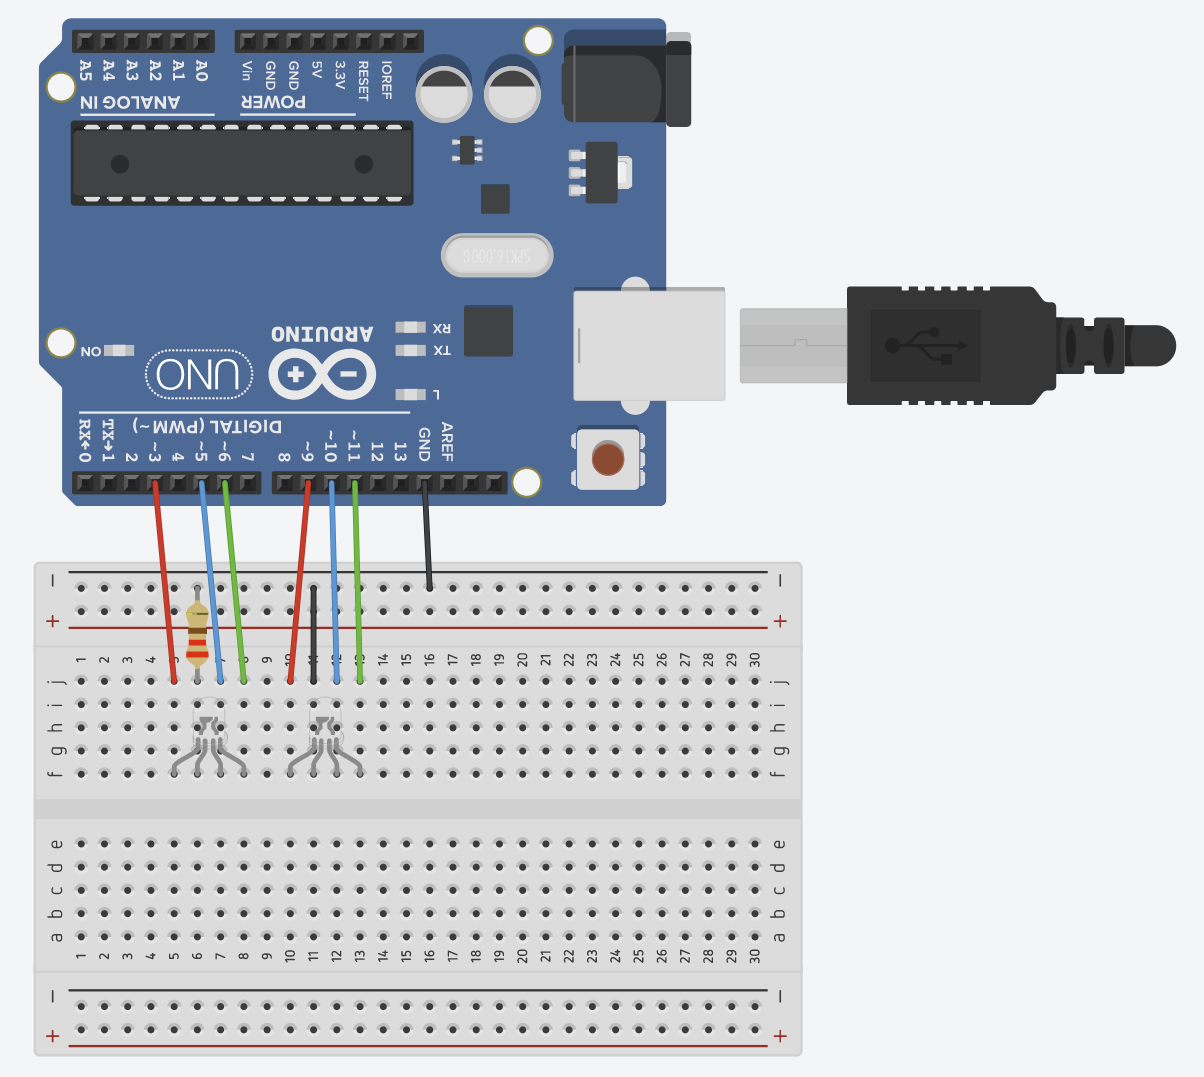 A5 A4 A3 A2 A1 A0 Vin GND GND 5V 3.3V RESET IOREF
ANALOG IN POWER
SPK16.000G
ARDUINO RX
ON TX
UNO
L
DIGITAL (PWM~)
RX←0 TX→1 2 ~3 4 ~5 ~6 7 8 ~9 ~10 ~11 12 13 GND AREF
− −
+ +
1 2 3 4 5 6 7 8 9 10 11 12 13 14 15 16 17 18 19 20 21 22 23 24 25 26 27 28 29 30
j j
i i
h h
g g
f f
e e
d d
c c
b b
a a
1 2 3 4 5 6 7 8 9 10 11 12 13 14 15 16 17 18 19 20 21 22 23 24 25 26 27 28 29 30
− −
+ +